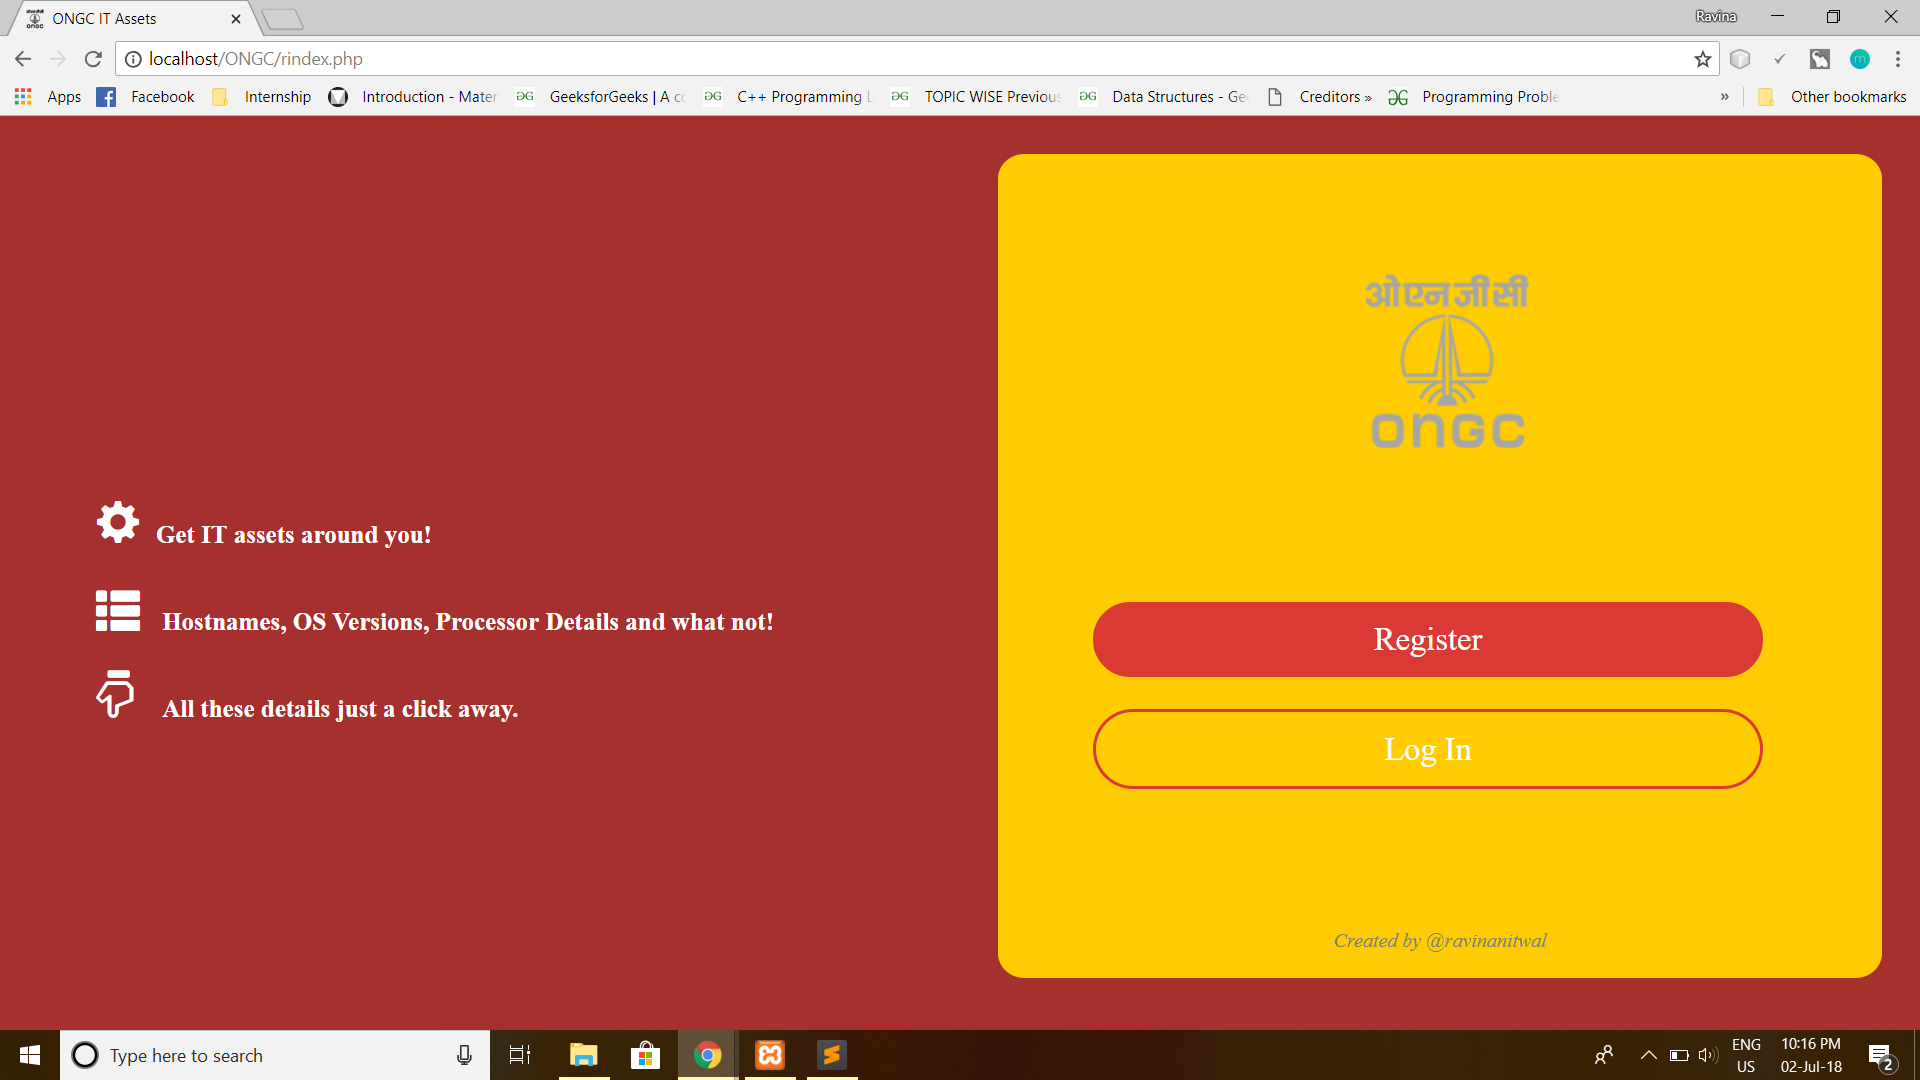 ONGC IT Assets
Ravina
localhost/ONGC/rindex.php
Apps Facebook Internship Introduction - Mater GeeksforGeeks | A co C++ Programming L TOPIC WISE Previous Data Structures - Ge Creditors » Programming Proble » Other bookmarks
ओएनजीसी
ONGC
Get IT assets around you!
Hostnames, OS Versions, Processor Details and what not!
All these details just a click away.
Register
Log In
Created by @ravinanitwal
Type here to search
ENG
US
10:16 PM
02-Jul-18
2